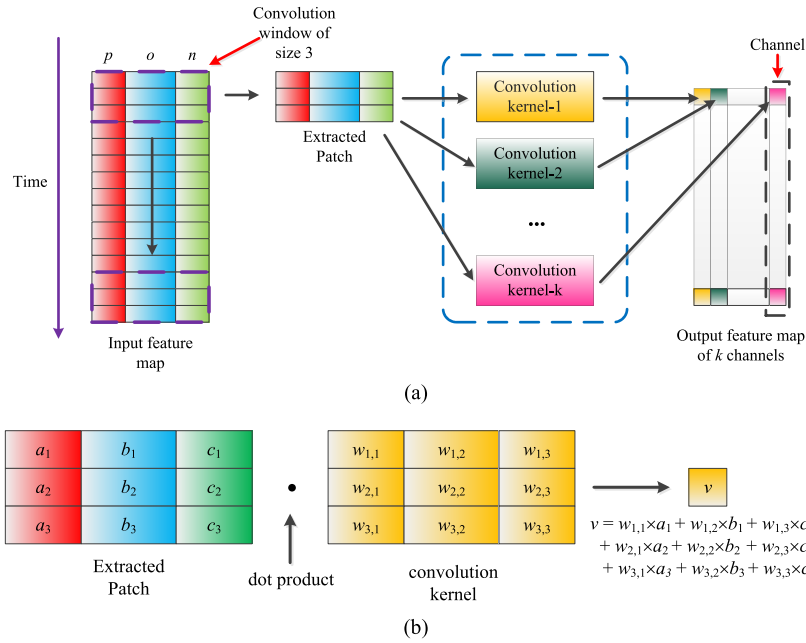 Convolution
window of
size 3
Channel
p o n
Convolution
kernel-1
Extracted
Patch
Convolution
kernel-2
Time
...
Convolution
kernel-k
Input feature
map
Output feature map
of k channels
(a)
a₁ b₁ c₁ w₁,₁ w₁,₂ w₁,₃
a₂ b₂ c₂ • w₂,₁ w₂,₂ w₂,₃ v
a₃ b₃ c₃ w₃,₁ w₃,₂ w₃,₃
v = w₁,₁×a₁ + w₁,₂×b₁ + w₁,₃×c
+ w₂,₁×a₂ + w₂,₂×b₂ + w₂,₃×c
+ w₃,₁×a₃ + w₃,₂×b₃ + w₃,₃×c
Extracted
Patch
dot product
convolution
kernel
(b)